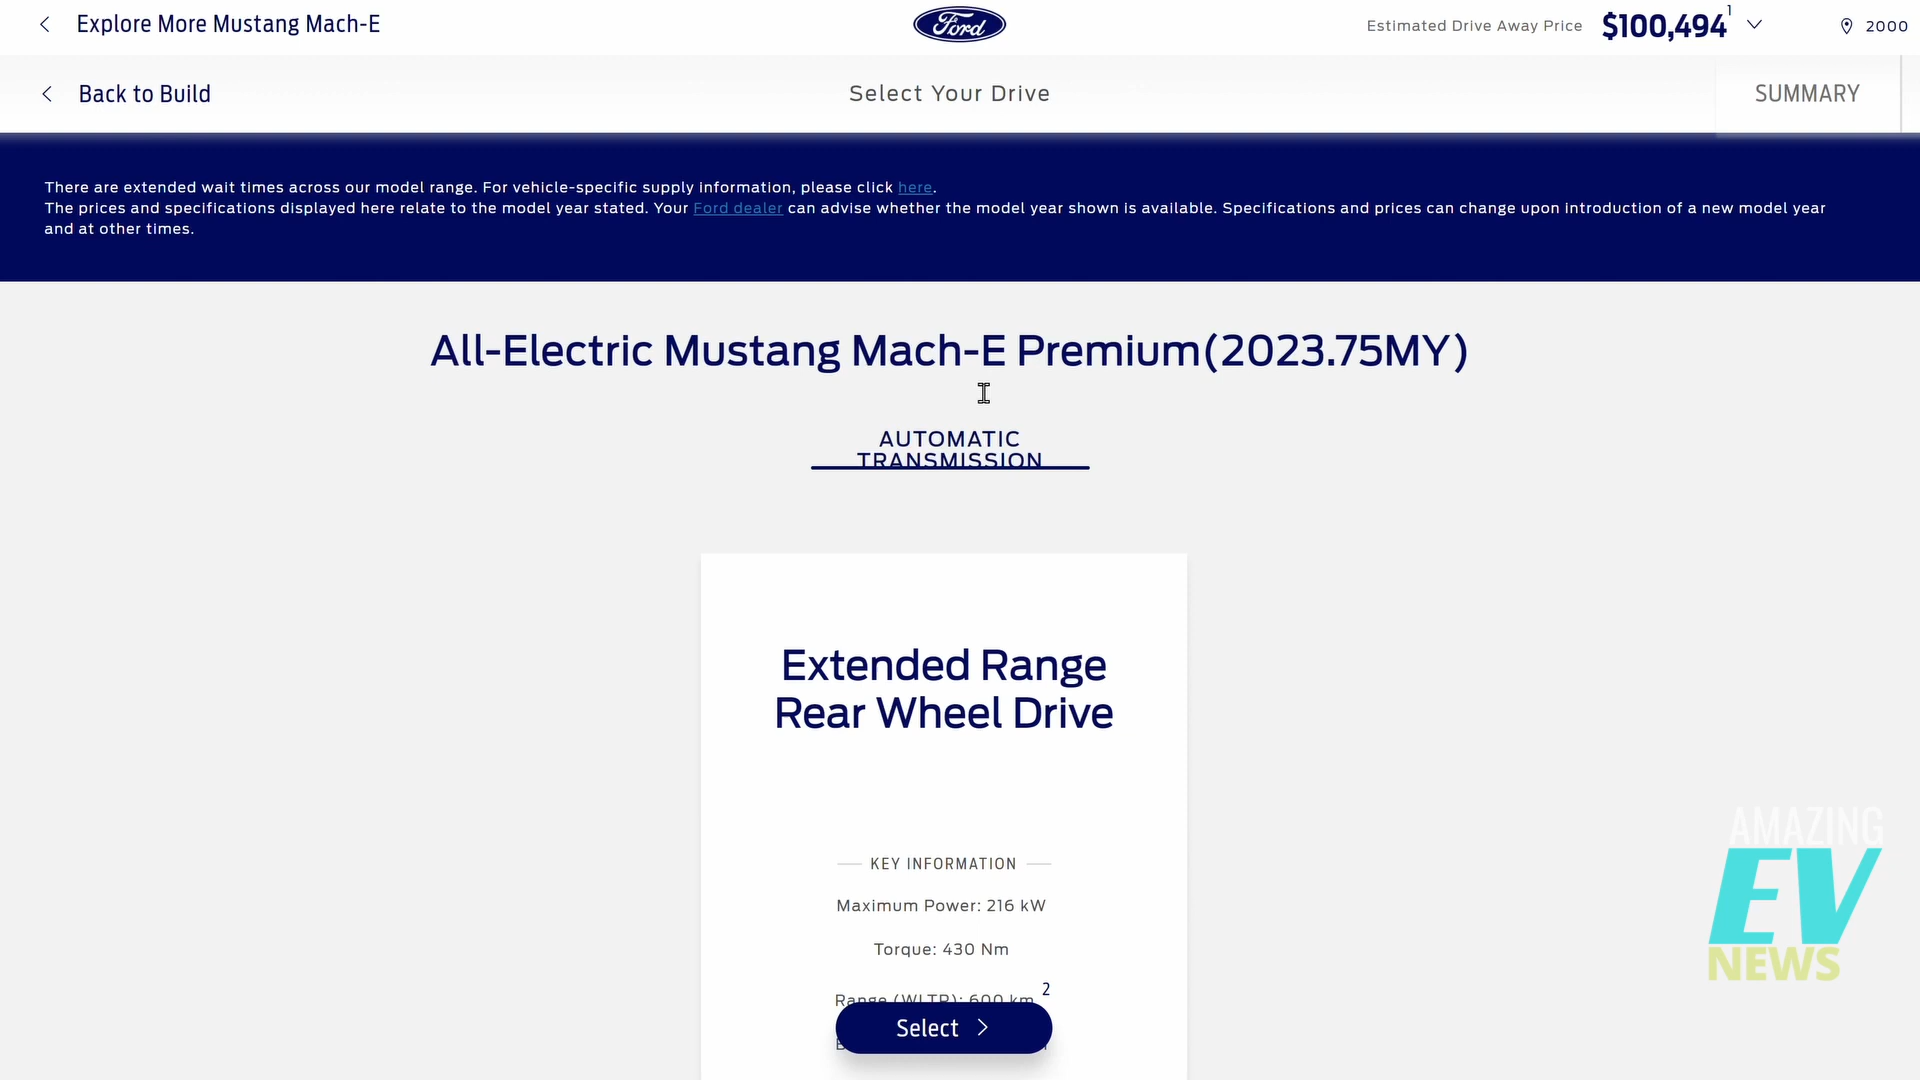 Explore More Mustang Mach-E
Ford
Estimated Drive Away Price $100,494 1
2000
Back to Build
Select Your Drive
SUMMARY
There are extended wait times across our model range. For vehicle-specific supply information, please click here.
The prices and specifications displayed here relate to the model year stated. Your Ford dealer can advise whether the model year shown is available. Specifications and prices can change upon introduction of a new model year
and at other times.
All-Electric Mustang Mach-E Premium(2023.75MY)
AUTOMATIC
TRANSMISSION
Extended Range
Rear Wheel Drive
KEY INFORMATION
Maximum Power: 216 kW
Torque: 430 Nm
Range (WLTP): 600 km 2
Select
AMAZING
EV
NEWS